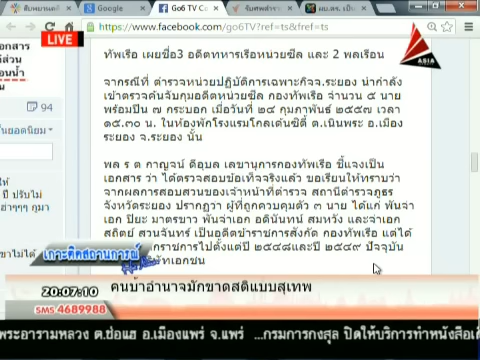 Google
Go6 TV Co
https://www.facebook.com/go6TV?ref=ts&fref=ts
LIVE
ASIA
94
ทัพเรือ เผยชื่อ3 อดีตทหารเรือหน่วยซีล และ 2 พลเรือน
จากรณีที่ ตำรวจหน่วยปฏิบัติการเฉพาะกิจจ.ระยอง นำกำลัง
เข้าตรวจค้นจับกุมอดีตหน่วยซีล กองทัพเรือ จำนวน ๕ นาย
พร้อมปืน ๗ กระบอก เมื่อวันที่ ๒๔ กุมภาพันธ์ ๒๕๕๗ เวลา
๑๕.๓๐ น. ในห้องพักโรงแรมโกลเด้นซิตี้ ต.เนินพระ อ.เมือง
ระยอง จ.ระยอง นั้น
พล ร ต กาญจน์ ดีอุบล เลขานุการกองทัพเรือ ชี้แจงเป็น
เอกสาร ว่า ได้ตรวจสอบข้อเท็จจริงแล้ว ขอเรียนให้ทราบว่า
จากผลการสอบสวนของเจ้าหน้าที่ตำรวจ สถานีตำรวจภูธร
จังหวัดระยอง ปรากฏว่า ผู้ที่ถูกควบคุมตัว ๓ นาย ได้แก่ พันจ่า
เอก ปิยะ มาตรขาว พันจ่าเอก อดินันทน์ สมหวัง และจ่าเอก
สถิตย์ สวนจันทร์ เป็นอดีตข้าราชการสังกัด กองทัพเรือ แต่ได้
กราชการไปตั้งแต่ปี ๒๕๔๘และปี ๒๕๔๙ ปัจจุบัน
ัทเอกชน
เกาะติดสถานการณ์
20:07:10
คนบ้าอำนาจมักขาดสติแบบสุเทพ
SMS 4689988
พระอารามหลวง ต.ช่อแฮ อ.เมืองแพร่ จ.แพร่ ...กรมการกงสุล ปิดให้บริการทำหนังสือเดิ